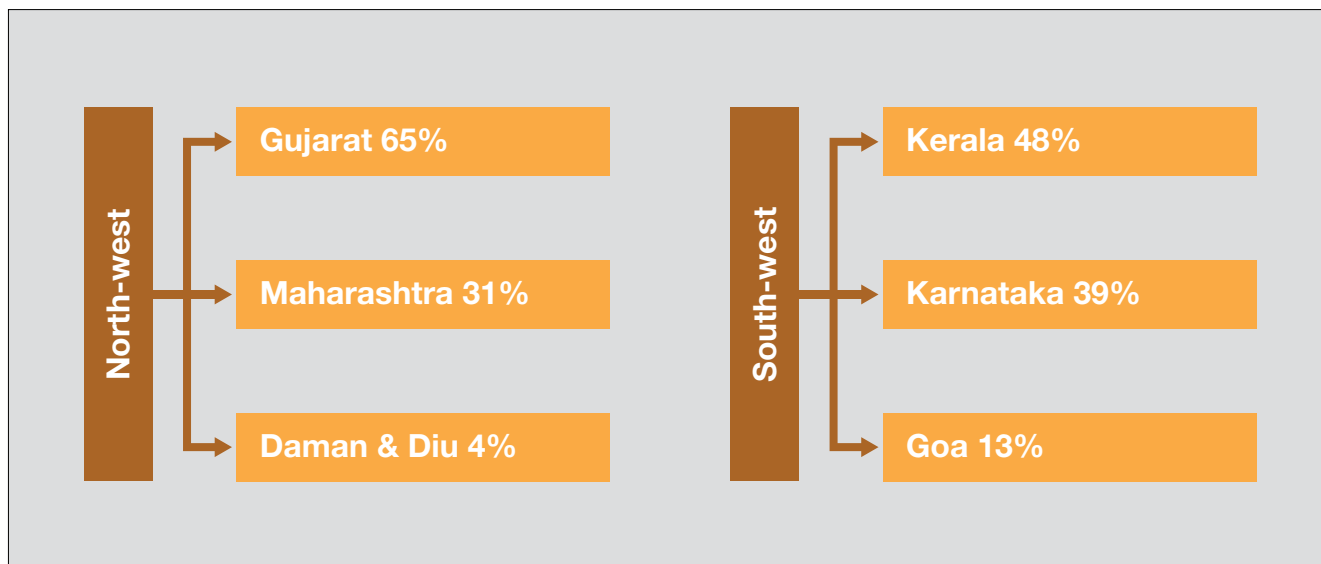 North-west
Gujarat 65%
Maharashtra 31%
Daman & Diu 4%
South-west
Kerala 48%
Karnataka 39%
Goa 13%